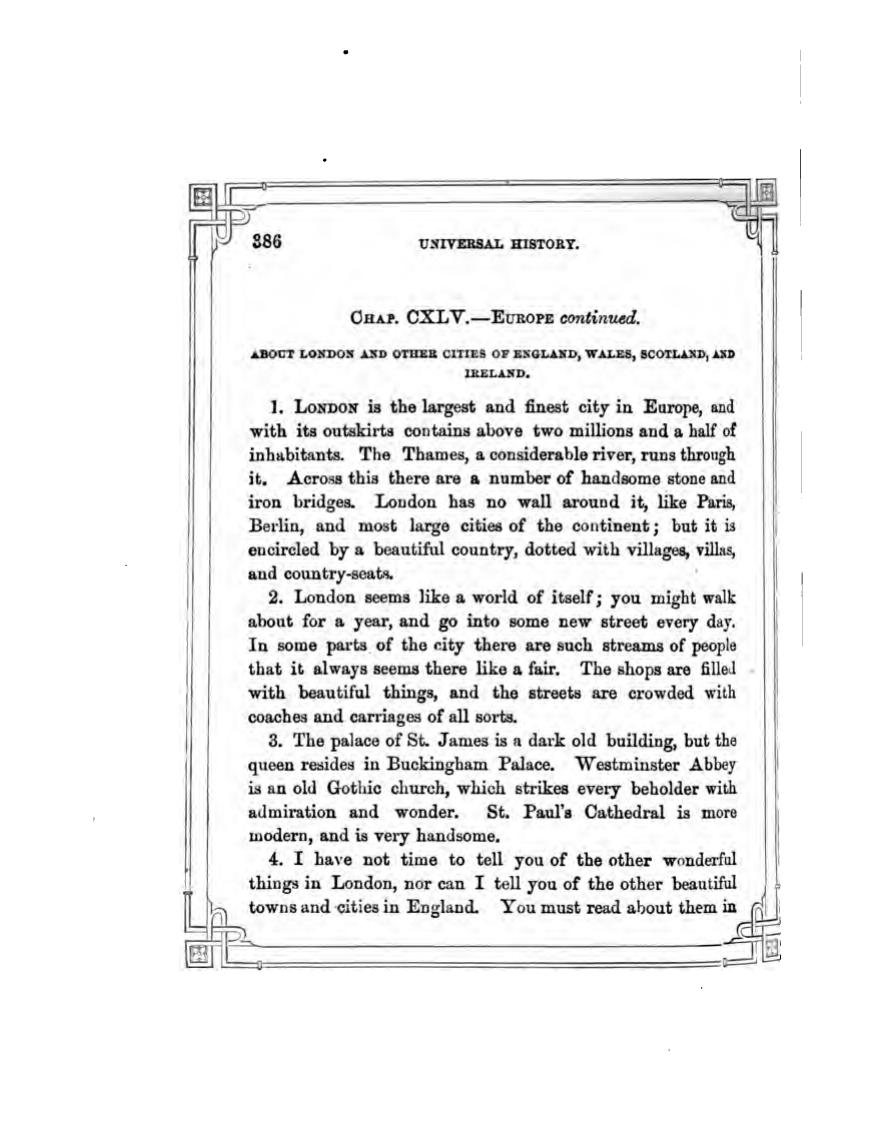 386
UNIVERSAL HISTORY.
CHAP. CXLV.—EUROPE continued.
ABOUT LONDON AND OTHER CITIES OF ENGLAND, WALES, SCOTLAND, AND
IRELAND.
1. LONDON is the largest and finest city in Europe, and
with its outskirts contains above two millions and a half of
inhabitants. The Thames, a considerable river, runs through
it. Across this there are a number of handsome stone and
iron bridges. London has no wall around it, like Paris,
Berlin, and most large cities of the continent; but it is
encircled by a beautiful country, dotted with villages, villas,
and country-seats.
2. London seems like a world of itself; you might walk
about for a year, and go into some new street every day.
In some parts of the city there are such streams of people
that it always seems there like a fair. The shops are filled
with beautiful things, and the streets are crowded with
coaches and carriages of all sorts.
3. The palace of St. James is a dark old building, but the
queen resides in Buckingham Palace. Westminster Abbey
is an old Gothic church, which strikes every beholder with
admiration and wonder. St. Paul's Cathedral is more
modern, and is very handsome.
4. I have not time to tell you of the other wonderful
things in London, nor can I tell you of the other beautiful
towns and cities in England. You must read about them in